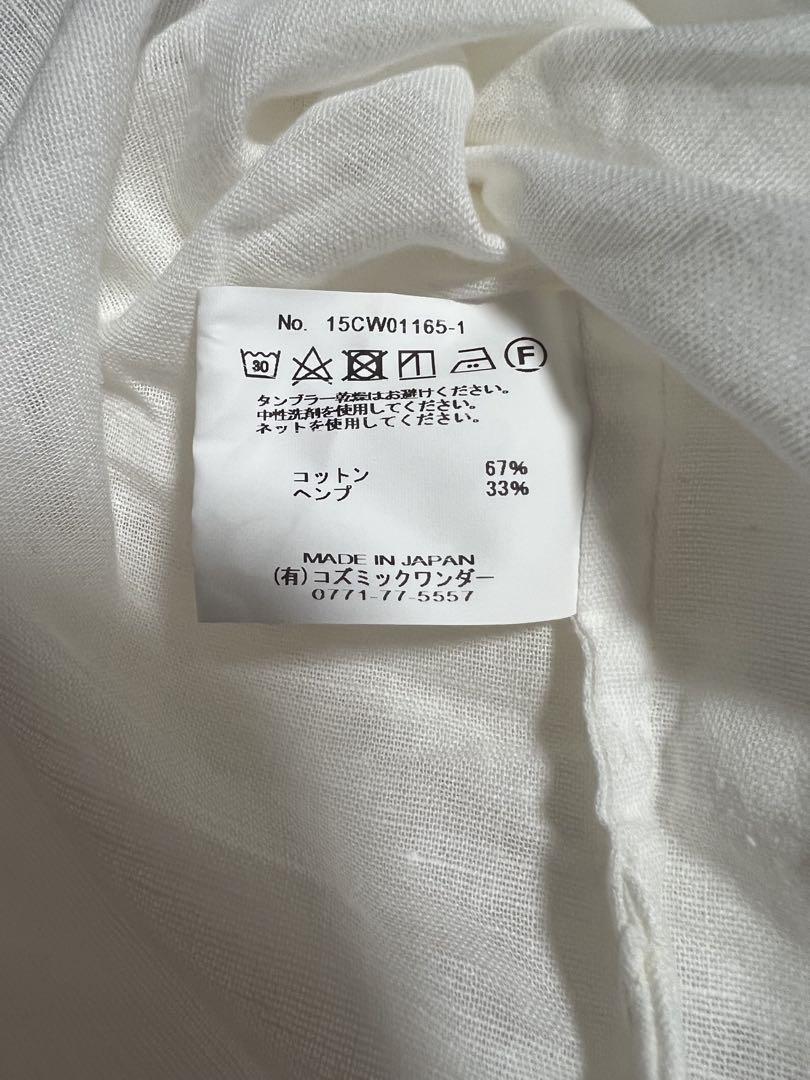 No. 15CW01165-1
30 F
タンブラー乾燥はお避けください。
中性洗剤を使用してください。
ネットを使用してください。
コットン 67%
ヘンプ 33%
MADE IN JAPAN
(有)コズミックワンダー
0771-77-5557